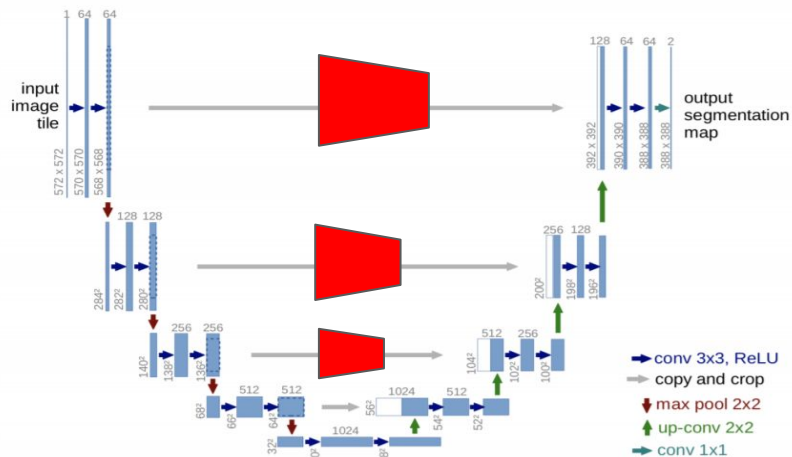 1 64 64
128 64 64 2
input
image
tile
output
segmentation
map
572 x 572
570 x 570
568 x 568
392 x 392
390 x 390
388 x 388
388 x 388
128 128
256 128
284²
282²
280²
200²
198²
196²
256 256
512 256
140²
138²
136²
104²
102²
100²
512 512
1024 512
68²
66²
64²
56²
54²
52²
1024
32²
conv 3x3, ReLU
copy and crop
max pool 2x2
up-conv 2x2
conv 1x1